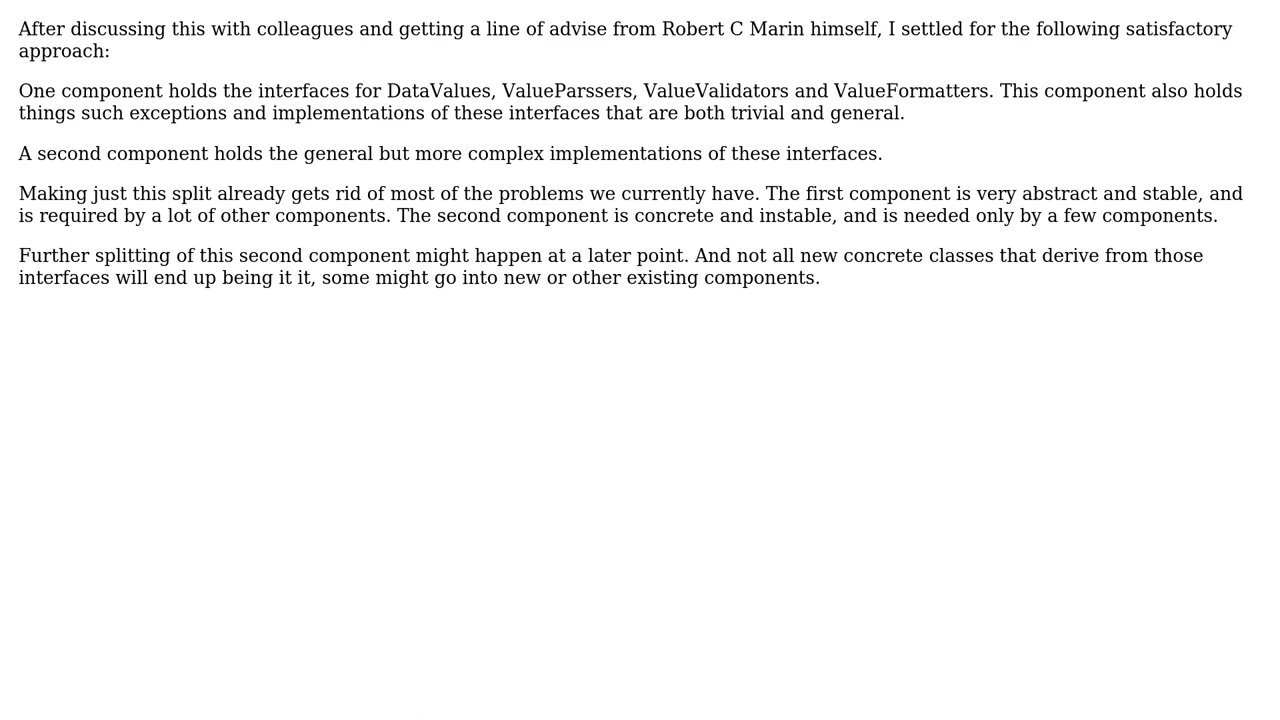 After discussing this with colleagues and getting a line of advise from Robert C Marin himself, I settled for the following satisfactory
approach:
One component holds the interfaces for DataValues, ValueParssers, ValueValidators and ValueFormatters. This component also holds
things such exceptions and implementations of these interfaces that are both trivial and general.
A second component holds the general but more complex implementations of these interfaces.
Making just this split already gets rid of most of the problems we currently have. The first component is very abstract and stable, and
is required by a lot of other components. The second component is concrete and instable, and is needed only by a few components.
Further splitting of this second component might happen at a later point. And not all new concrete classes that derive from those
interfaces will end up being it it, some might go into new or other existing components.